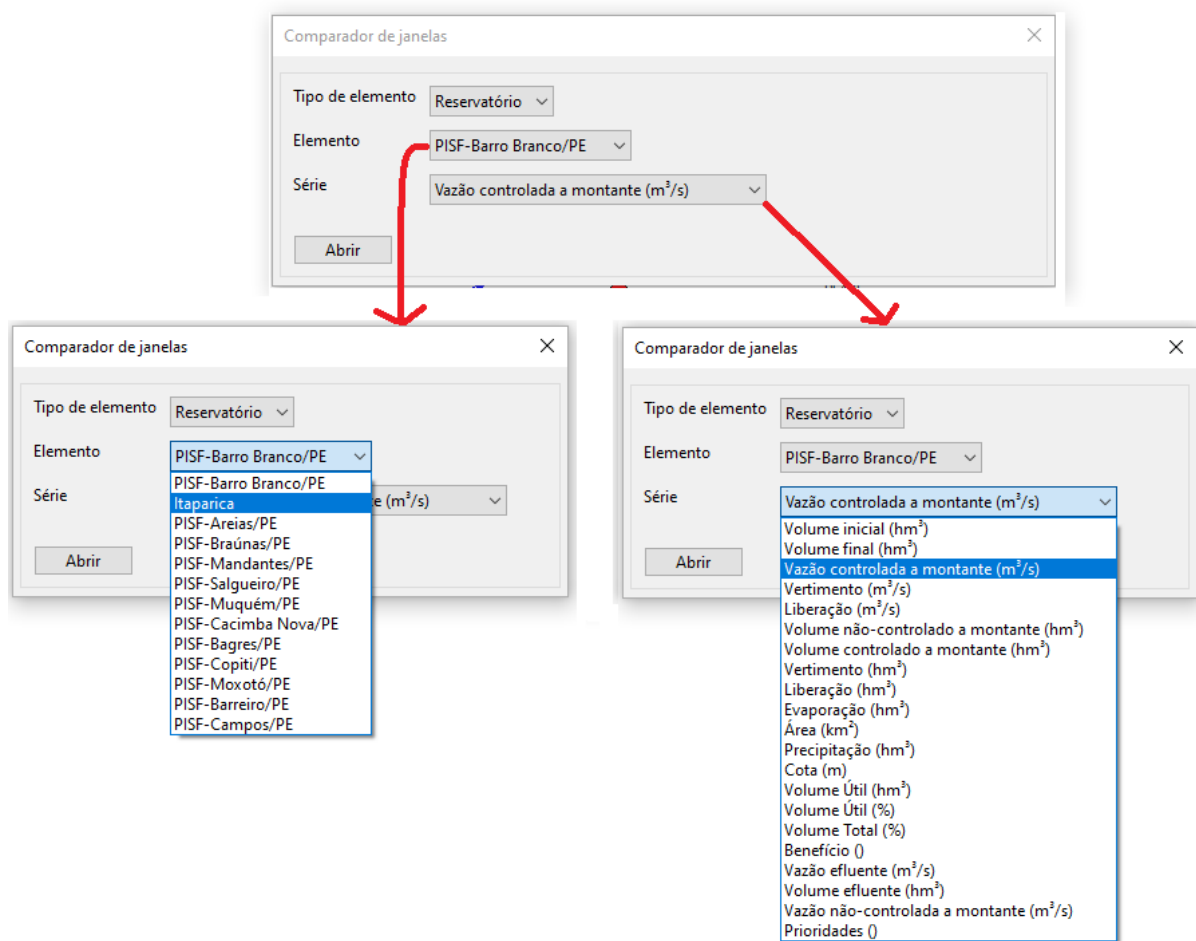 Comparador de janelas
Tipo de elemento Reservatório
Elemento PISF-Barro Branco/PE
Série Vazão controlada a montante (m³/s)
Abrir
Comparador de janelas
Tipo de elemento Reservatório
Elemento PISF-Barro Branco/PE
PISF-Barro Branco/PE
Série Itaparica te (m³/s)
PISF-Areias/PE
PISF-Braúnas/PE
Abrir PISF-Mandantes/PE
PISF-Salgueiro/PE
PISF-Muquém/PE
PISF-Cacimba Nova/PE
PISF-Bagres/PE
PISF-Copiti/PE
PISF-Moxotó/PE
PISF-Barreiro/PE
PISF-Campos/PE
Comparador de janelas
Tipo de elemento Reservatório
Elemento PISF-Barro Branco/PE
Série Vazão controlada a montante (m³/s)
Volume inicial (hm³)
Volume final (hm³)
Abrir Vazão controlada a montante (m³/s)
Vertimento (m³/s)
Liberação (m³/s)
Volume não-controlado a montante (hm³)
Volume controlado a montante (hm³)
Vertimento (hm³)
Liberação (hm³)
Evaporação (hm³)
Área (km²)
Precipitação (hm³)
Cota (m)
Volume Útil (hm³)
Volume Útil (%)
Volume Total (%)
Benefício ()
Vazão efluente (m³/s)
Volume efluente (hm³)
Vazão não-controlada a montante (m³/s)
Prioridades ()